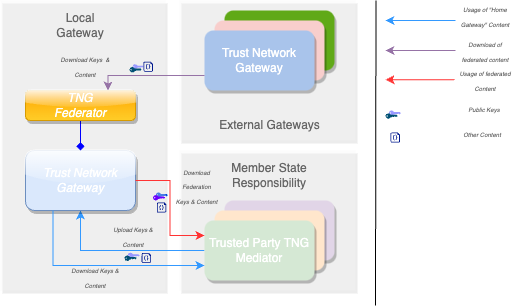 Local
Gateway
Download Keys &
Content
TNG
Federator
Trust Network
Gateway
Trust Network
Gateway
External Gateways
Member State
Responsibility
Download
Federation
Keys & Content
Upload Keys &
Content
Trusted Party TNG
Mediator
Download Keys &
Content
Usage of "Home
Gateway" Content
Download of
federated content
Usage of federated
Content
Public Keys
Other Content